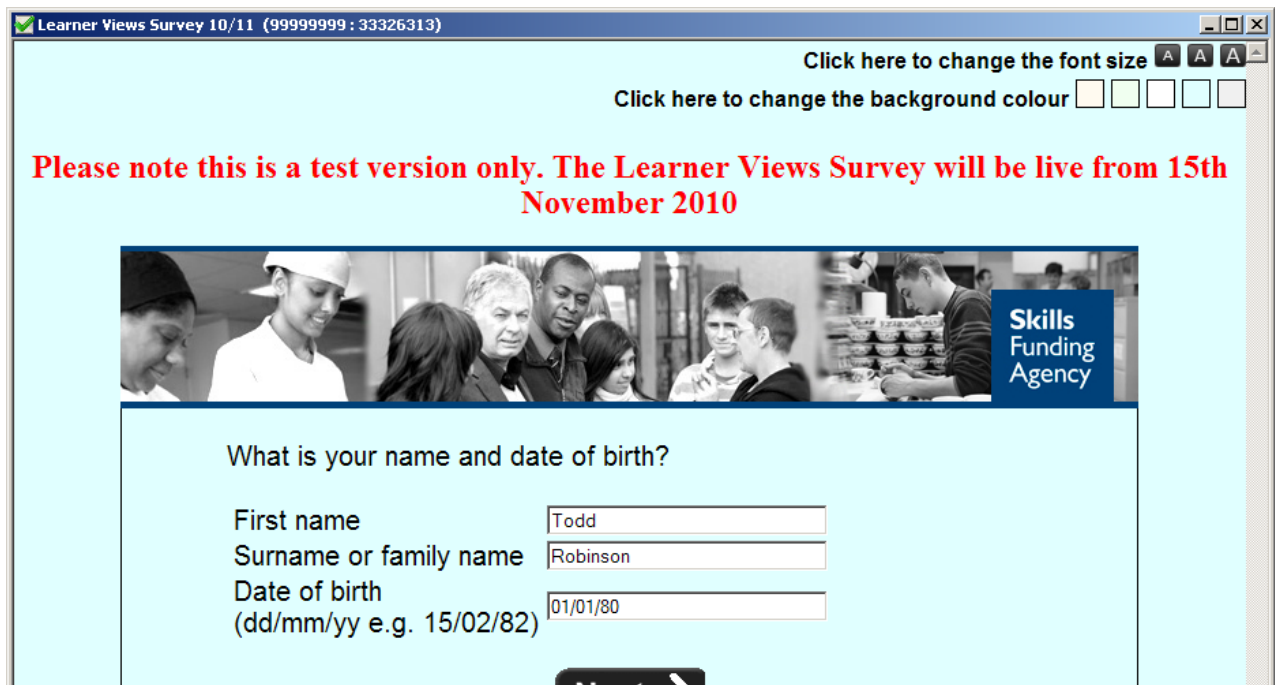 Learner Views Survey 10/11 (99999999 : 33326313)
Click here to change the font size A A A
Click here to change the background colour
Please note this is a test version only. The Learner Views Survey will be live from 15th
November 2010
Skills
Funding
Agency
What is your name and date of birth?
First name Todd
Surname or family name Robinson
Date of birth
(dd/mm/yy e.g. 15/02/82) 01/01/80
Next